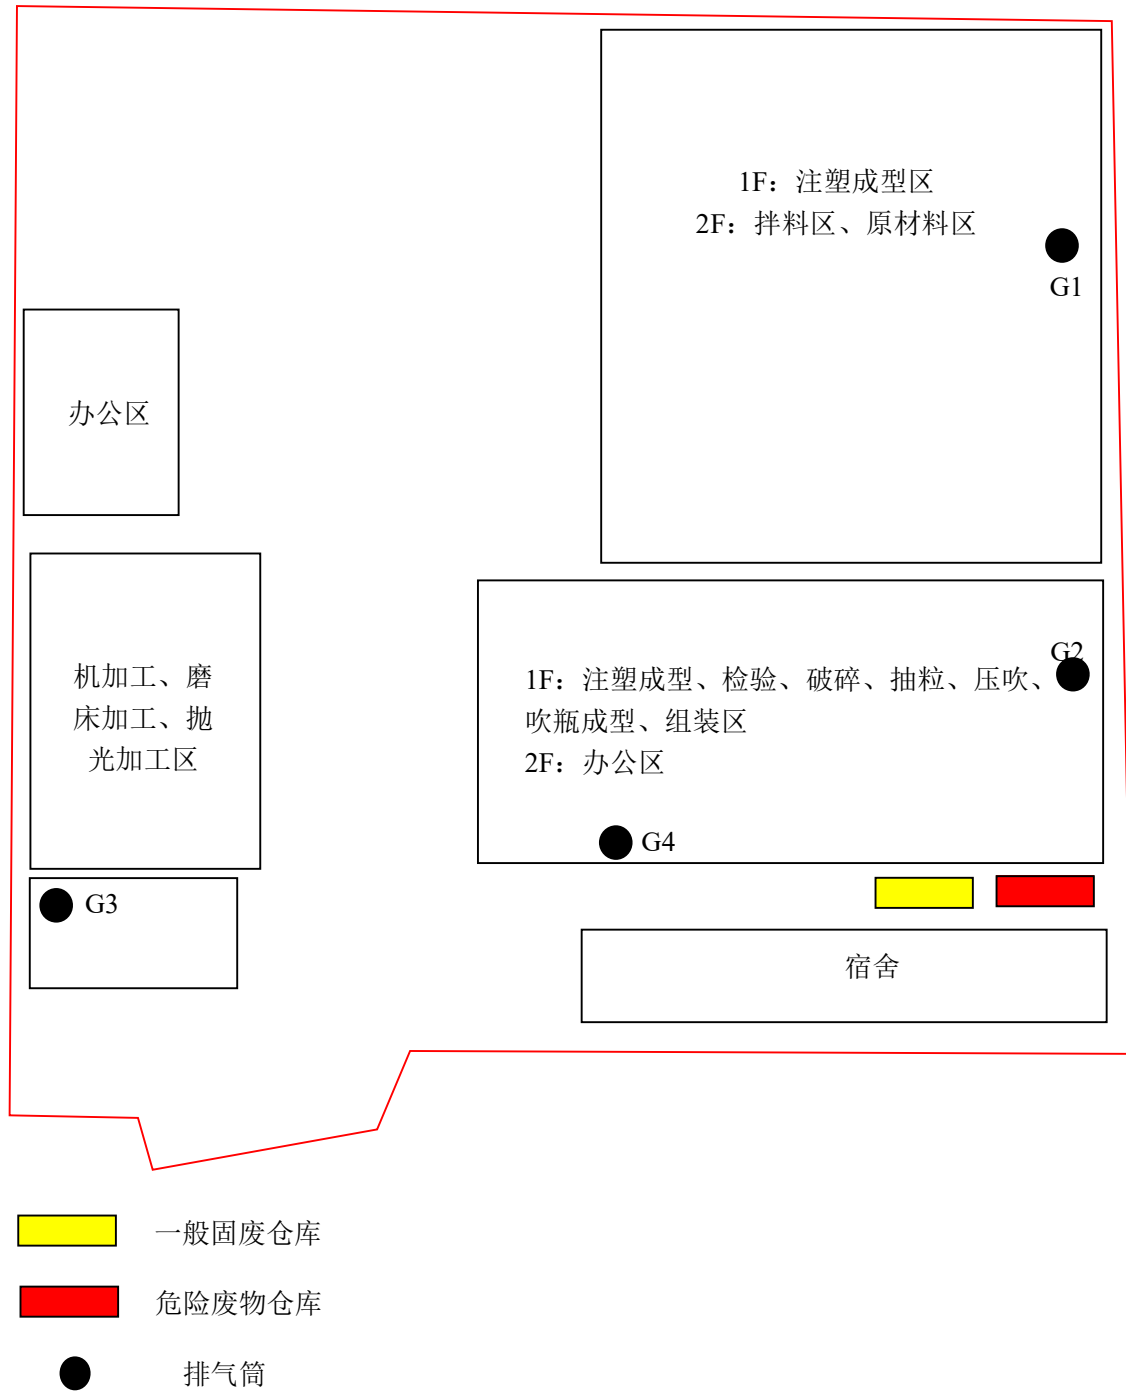 1F：注塑成型区
2F：拌料区、原材料区
G1
办公区
机加工、磨
床加工、抛
光加工区
G2
1F：注塑成型、检验、破碎、抽粒、压吹、
吹瓶成型、组装区
2F：办公区
G4
G3
宿舍
一般固废仓库
危险废物仓库
排气筒